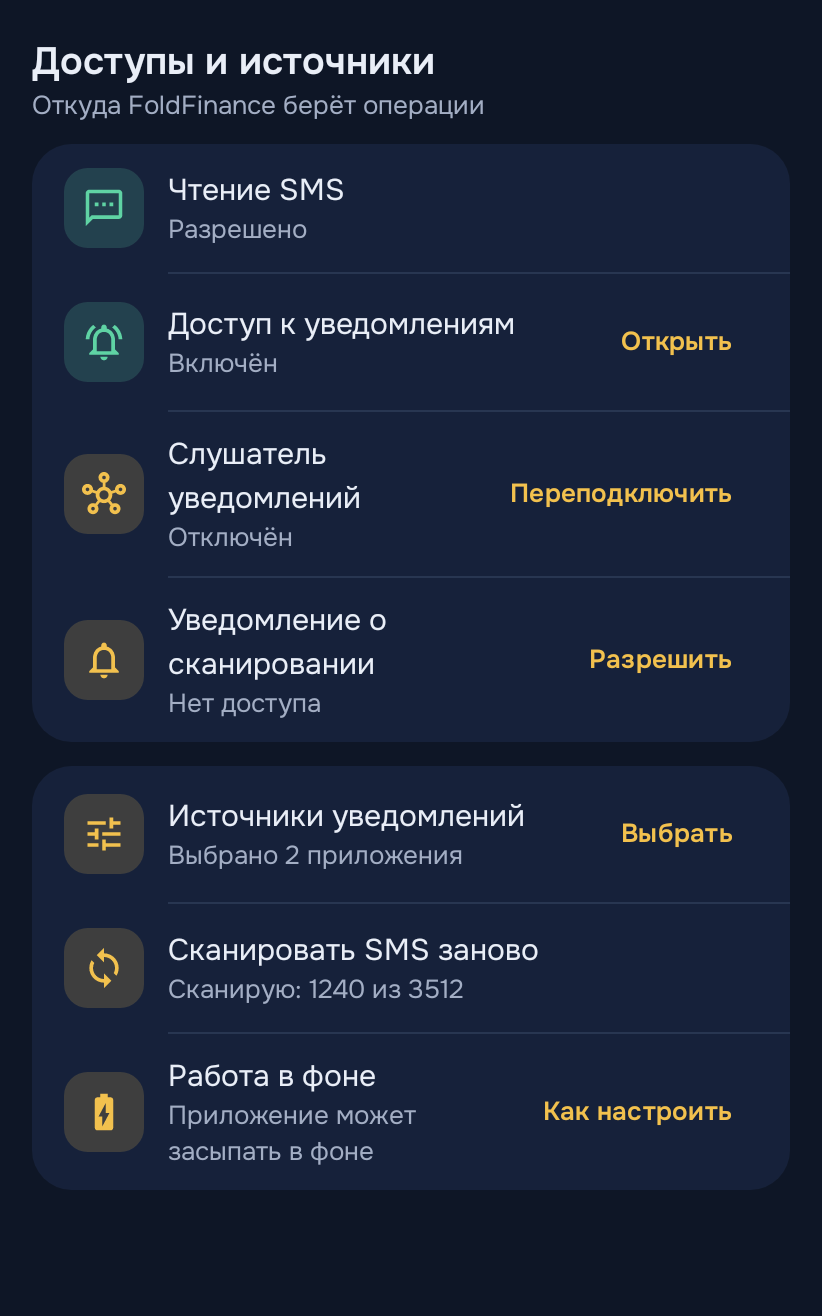 Доступы и источники
Откуда FoldFinance берёт операции
Чтение SMS
Разрешено
Доступ к уведомлениям
Включён
Открыть
Слушатель
уведомлений
Отключён
Переподключить
Уведомление о
сканировании
Нет доступа
Разрешить
Источники уведомлений
Выбрано 2 приложения
Выбрать
Сканировать SMS заново
Сканирую: 1240 из 3512
Работа в фоне
Приложение может
засыпать в фоне
Как настроить